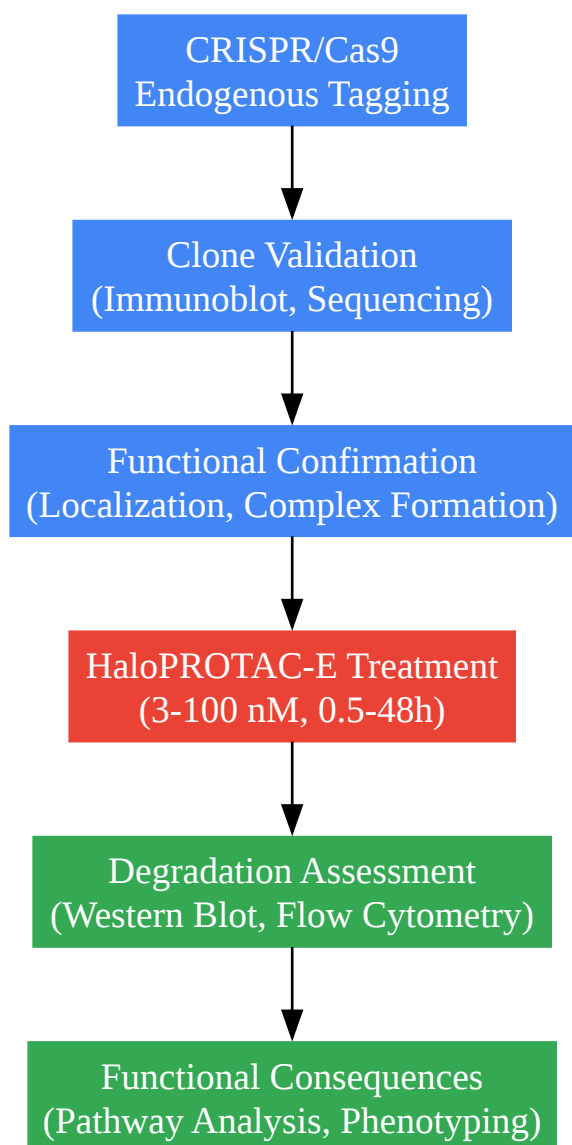 CRISPR/Cas9
Endogenous Tagging
Clone Validation
(Immunoblot, Sequencing)
Functional Confirmation
(Localization, Complex Formation)
HaloPROTAC-E Treatment
(3-100 nM, 0.5-48h)
Degradation Assessment
(Western Blot, Flow Cytometry)
Functional Consequences
(Pathway Analysis, Phenotyping)